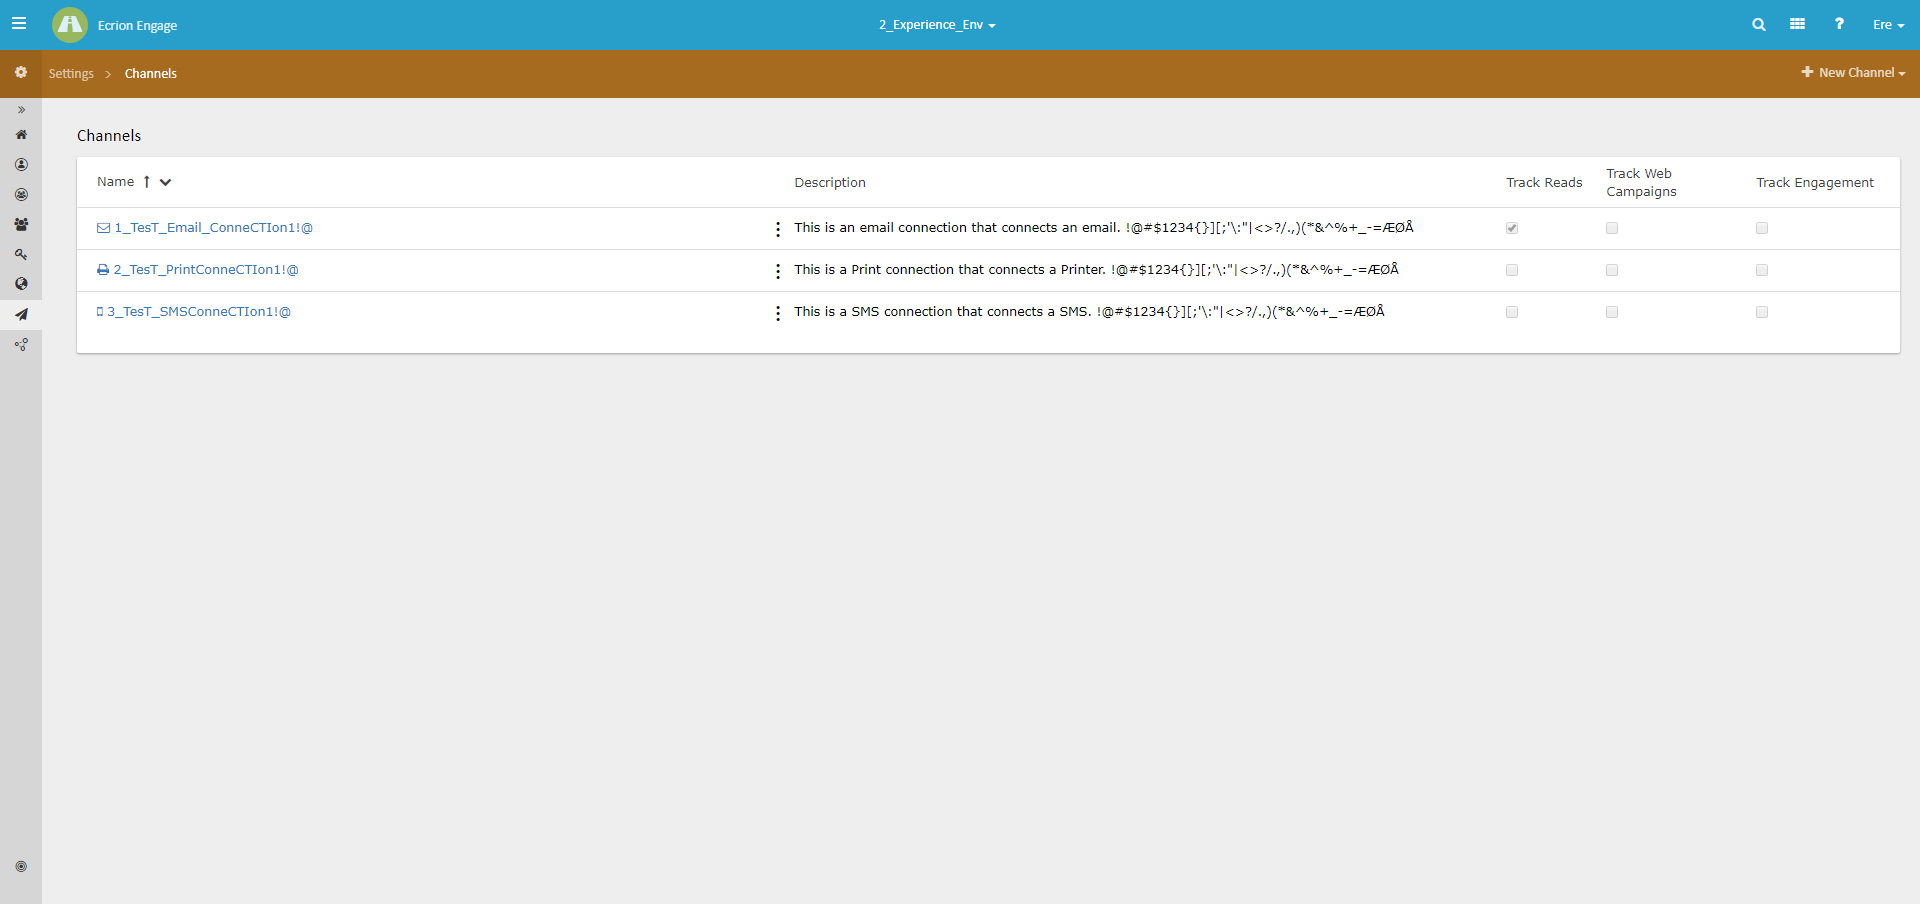 Ecrion Engage
2_Experience_Env
?
Ere
Settings > Channels
New Channel
Channels
Name
Description
Track Reads
Track Web
Campaigns
Track Engagement
1_TesT_Email_ConneCTIon1!@
This is an email connection that connects an email. !@#$1234{}][;'\:"|<>?/.,)(*&^%+_-=ÆØÅ
2_TesT_PrintConneCTIon1!@
This is a Print connection that connects a Printer. !@#$1234{}][;'\:"|<>?/.,)(*&^%+_-=ÆØÅ
3_TesT_SMSConneCTIon1!@
This is a SMS connection that connects a SMS. !@#$1234{}][;'\:"|<>?/.,)(*&^%+_-=ÆØÅ